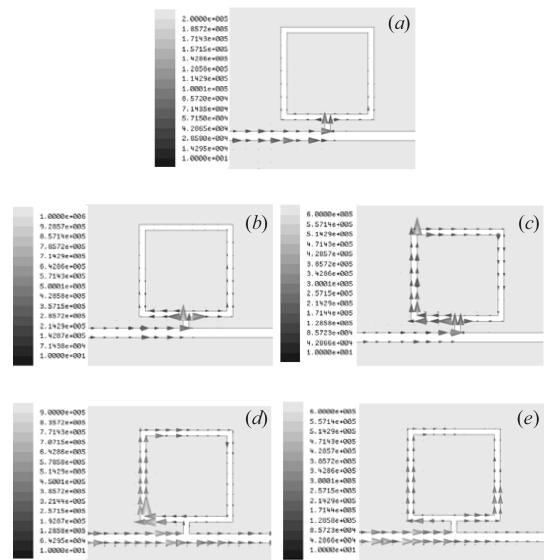 (a)
2.0000e+005
1.8572e+005
1.7143e+005
1.5715e+005
1.4286e+005
1.2858e+005
1.1429e+005
1.0001e+005
8.5720e+004
7.1435e+004
5.7150e+004
4.2865e+004
2.8580e+004
1.4295e+004
1.0000e+001
(b)
1.0000e+006
9.2857e+005
8.5715e+005
7.8572e+005
7.1429e+005
6.4286e+005
5.7143e+005
5.0001e+005
4.2858e+005
3.5715e+005
2.8572e+005
2.1429e+005
1.4287e+005
7.1438e+004
1.0000e+001
(c)
6.0000e+005
5.5714e+005
5.1429e+005
4.7143e+005
4.2857e+005
3.8572e+005
3.4286e+005
3.0001e+005
2.5715e+005
2.1429e+005
1.7144e+005
1.2858e+005
8.5723e+004
4.2866e+004
1.0000e+001
(d)
9.0000e+005
8.3572e+005
7.7143e+005
7.0715e+005
6.4286e+005
5.7858e+005
5.1429e+005
4.5001e+005
3.8572e+005
3.2144e+005
2.5715e+005
1.9287e+005
1.2858e+005
6.4295e+004
1.0000e+001
(e)
6.0000e+005
5.5714e+005
5.1429e+005
4.7143e+005
4.2857e+005
3.8572e+005
3.4286e+005
3.0001e+005
2.5715e+005
2.1429e+005
1.7144e+005
1.2858e+005
8.5723e+004
4.2866e+004
1.0000e+001